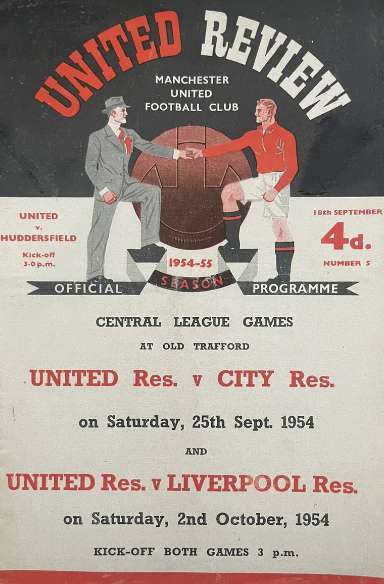 UNITED REVIEW
MANCHESTER
UNITED
FOOTBALL CLUB
UNITED
v.
HUDDERSFIELD
Kick-off
3-0 p.m.
18th SEPTEMBER
4d.
NUMBER 5
1954-55
SEASON
OFFICIAL PROGRAMME
CENTRAL LEAGUE GAMES
AT OLD TRAFFORD
UNITED Res. v CITY Res.
on Saturday, 25th Sept. 1954
AND
UNITED Res. v LIVERPOOL Res.
on Saturday, 2nd October, 1954
KICK-OFF BOTH GAMES 3 p.m.